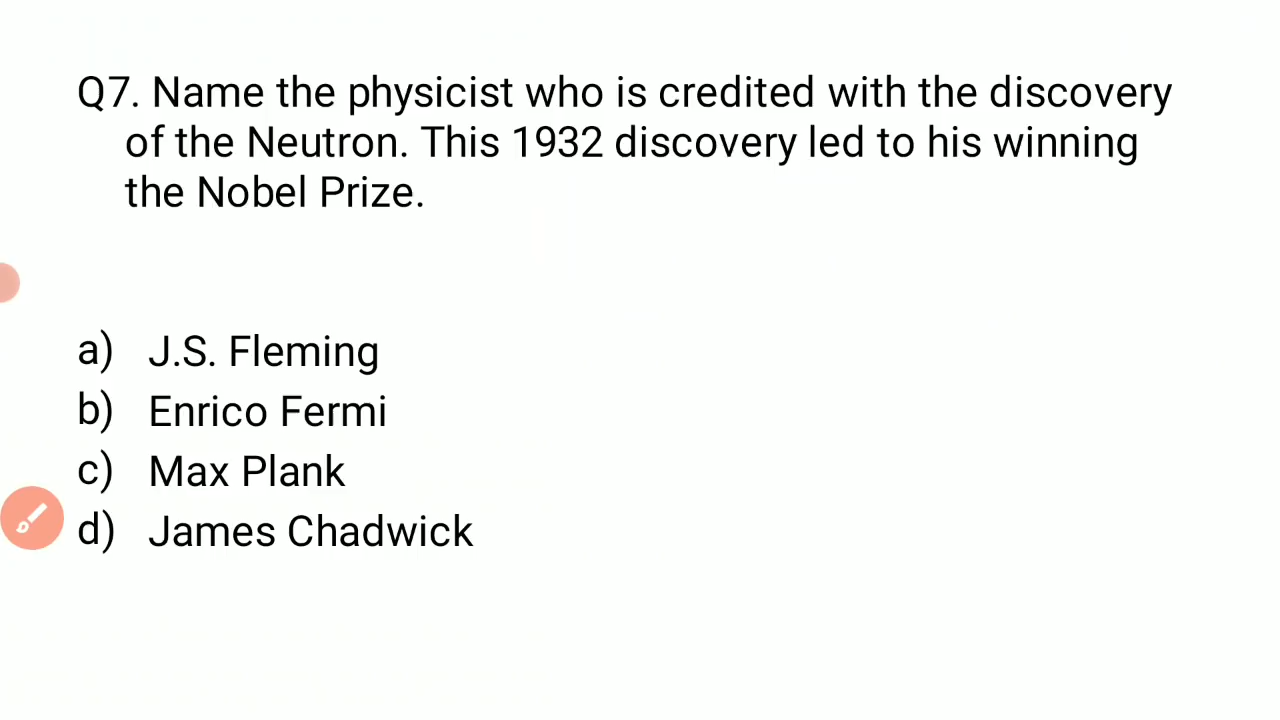 Q7. Name the physicist who is credited with the discovery
of the Neutron. This 1932 discovery led to his winning
the Nobel Prize.
a) J.S. Fleming
b) Enrico Fermi
c) Max Plank
d) James Chadwick